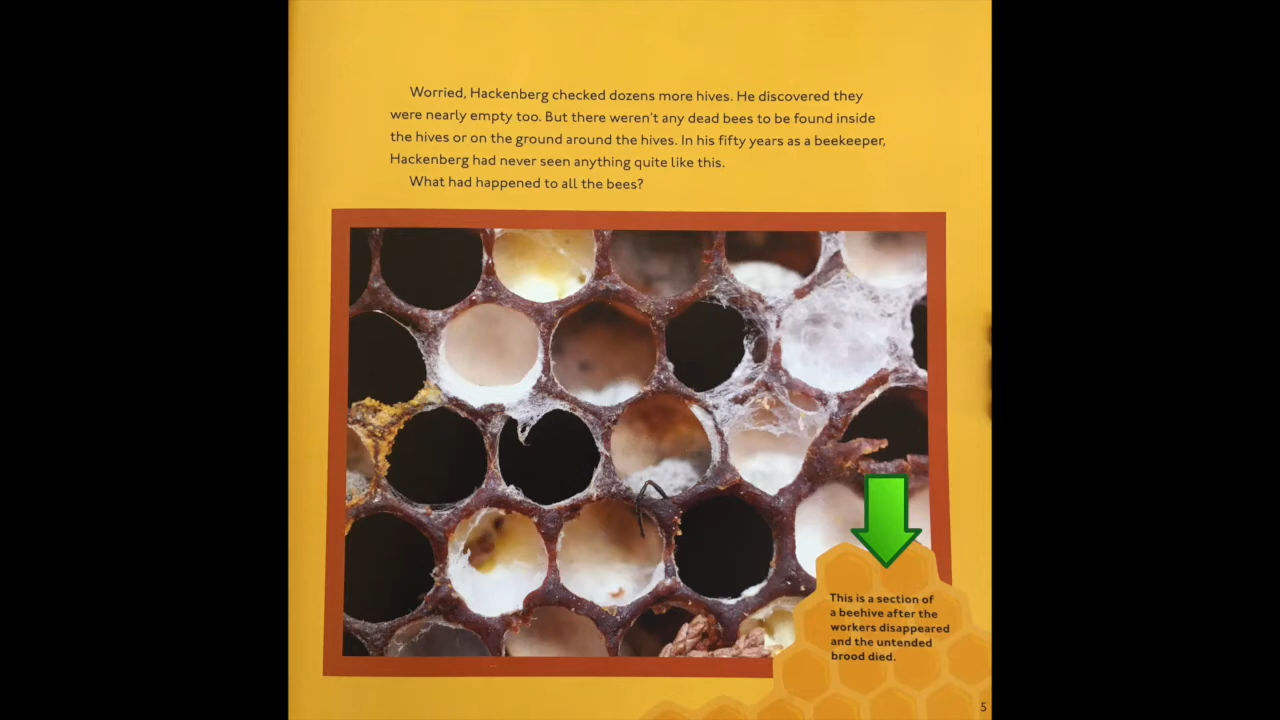 Worried, Hackenberg checked dozens more hives. He discovered they
were nearly empty too. But there weren't any dead bees to be found inside
the hives or on the ground around the hives. In his fifty years as a beekeeper,
Hackenberg had never seen anything quite like this.
What had happened to all the bees?
This is a section of
a beehive after the
workers disappeared
and the untended
brood died.
5